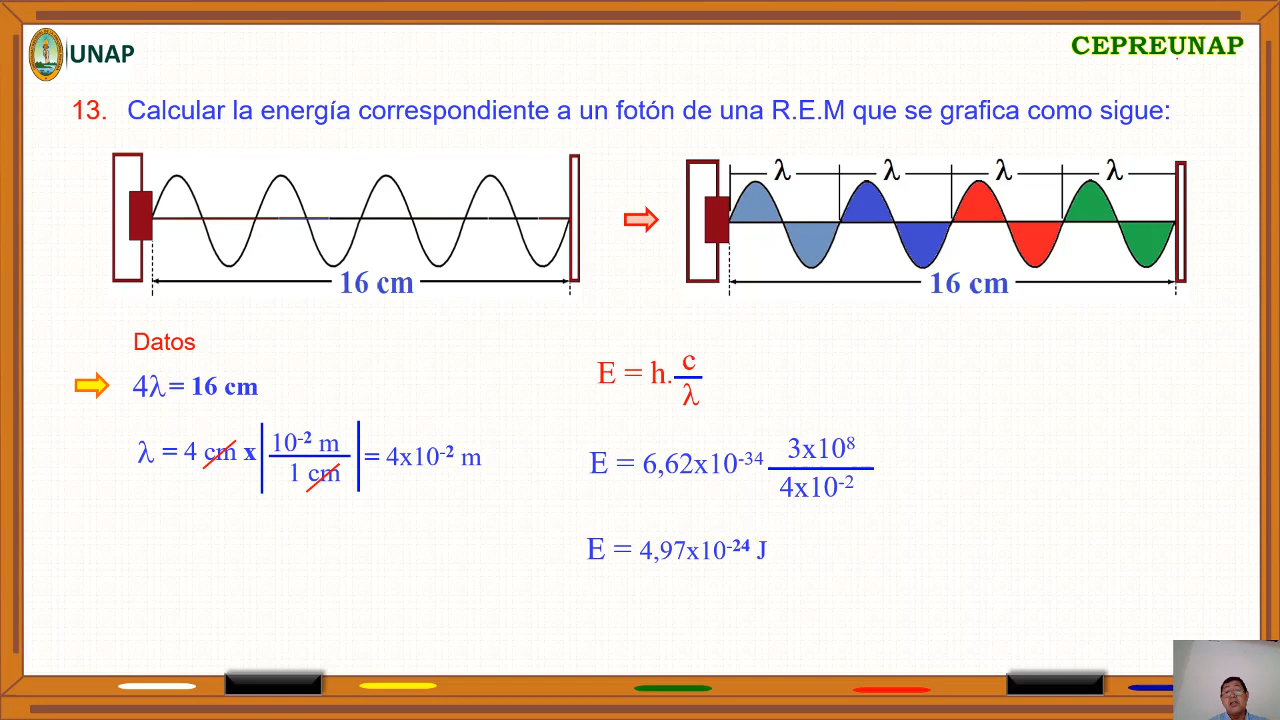 UNAP
CEPREUNAP
13. Calcular la energía correspondiente a un fotón de una R.E.M que se grafica como sigue:
λ λ λ λ
16 cm
16 cm
Datos
4λ = 16 cm
λ = 4 cm x | 10⁻² m / 1 cm | = 4x10⁻² m
E = h. c / λ
E = 6,62x10⁻³⁴ 3x10⁸ / 4x10⁻²
E = 4,97x10⁻²⁴ J